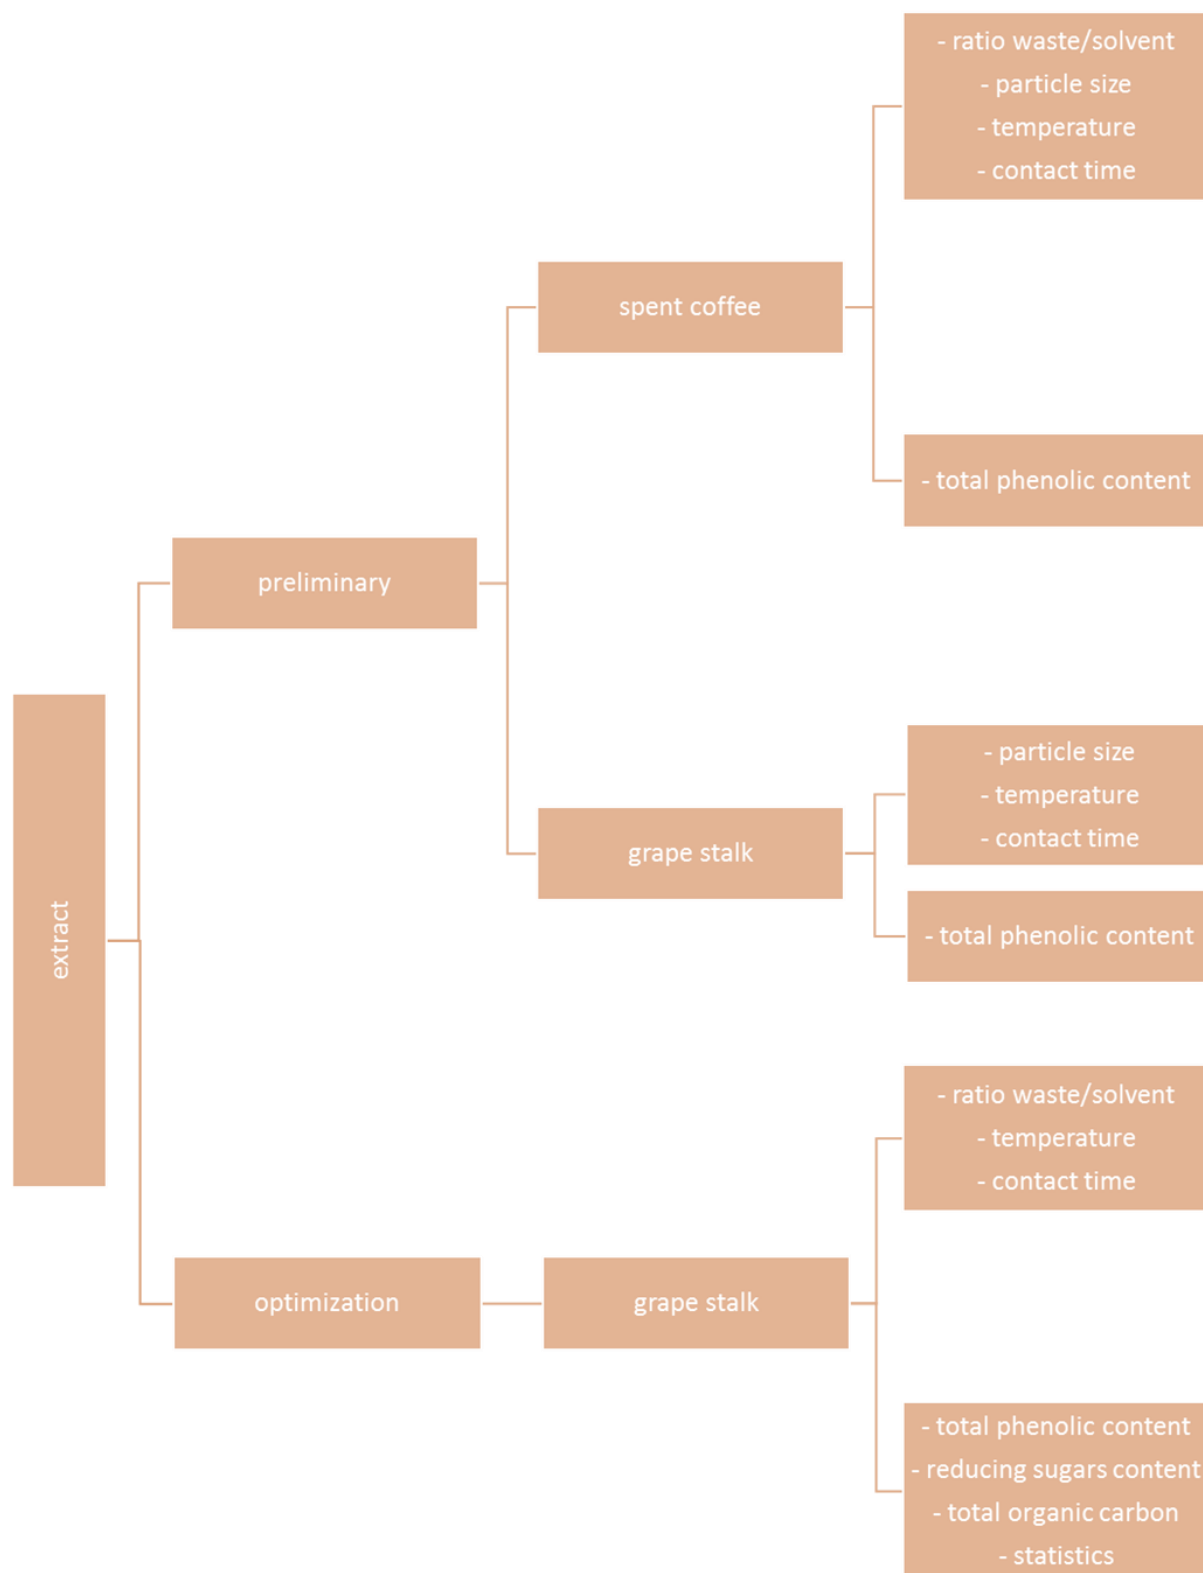 extract
preliminary
spent coffee
- ratio waste/solvent
- particle size
- temperature
- contact time
- total phenolic content
grape stalk
- particle size
- temperature
- contact time
- total phenolic content
optimization
grape stalk
- ratio waste/solvent
- temperature
- contact time
- total phenolic content
- reducing sugars content
- total organic carbon
- statistics